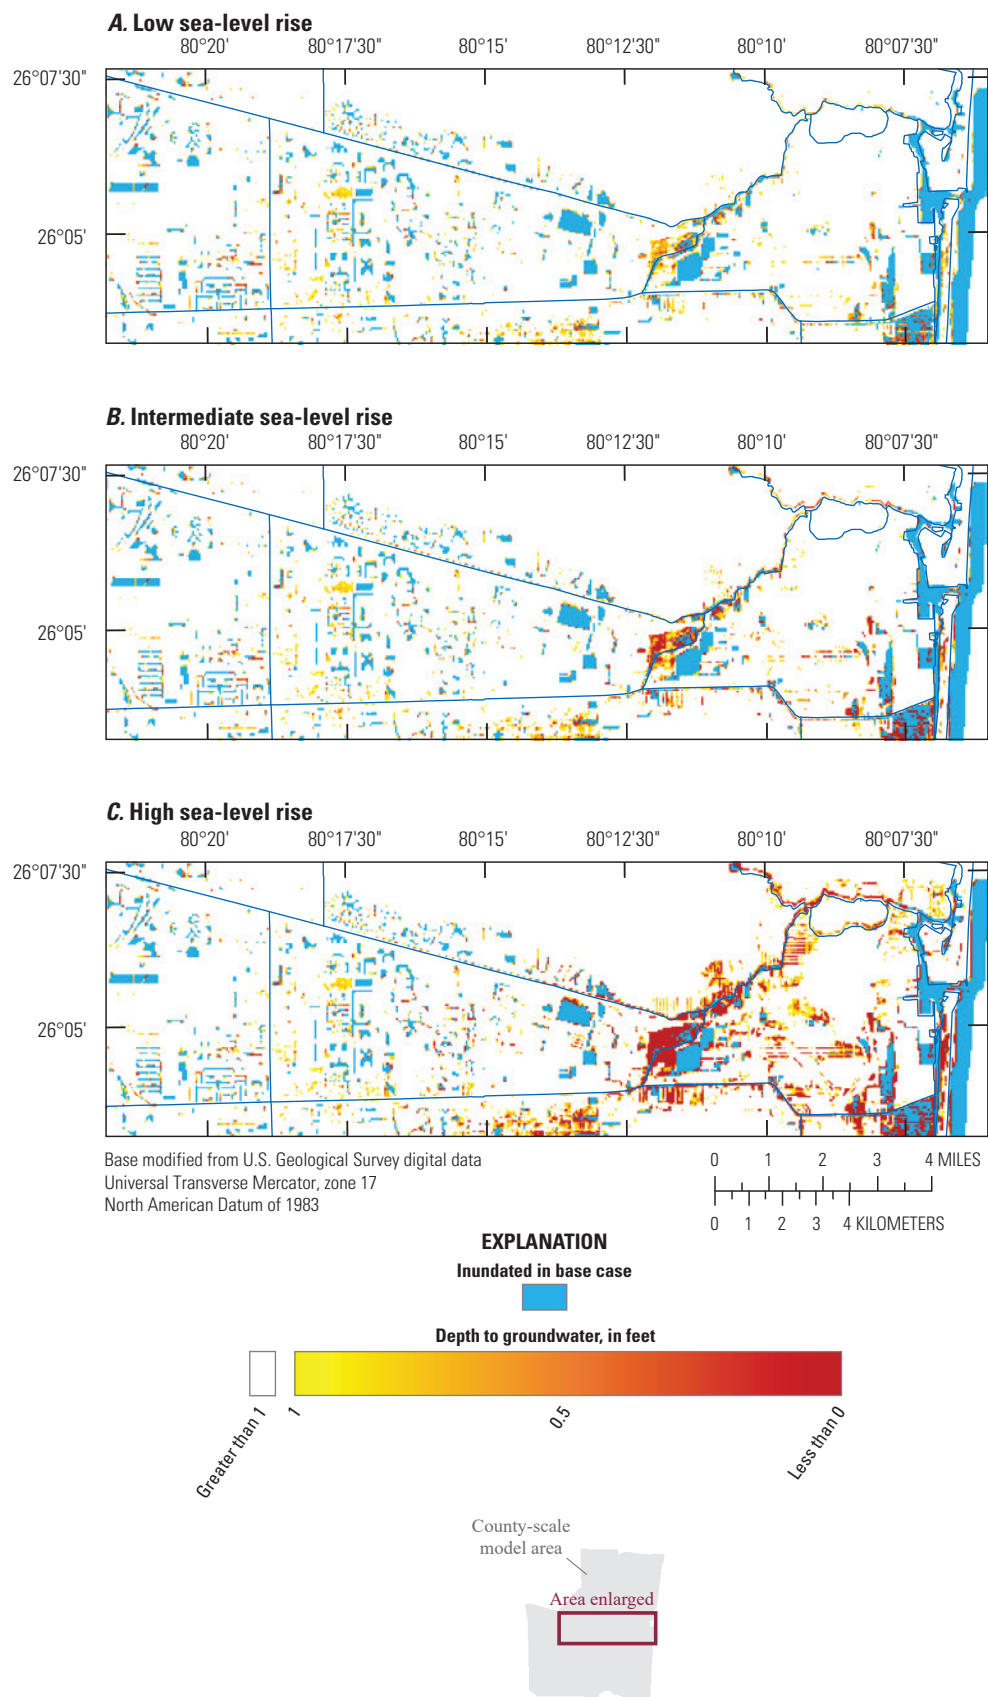 A. Low sea-level rise
80°20' 80°17'30" 80°15' 80°12'30" 80°10' 80°07'30"
26°07'30"
26°05'
B. Intermediate sea-level rise
80°20' 80°17'30" 80°15' 80°12'30" 80°10' 80°07'30"
26°07'30"
26°05'
C. High sea-level rise
80°20' 80°17'30" 80°15' 80°12'30" 80°10' 80°07'30"
26°07'30"
26°05'
Base modified from U.S. Geological Survey digital data
Universal Transverse Mercator, zone 17
North American Datum of 1983
0 1 2 3 4 MILES
0 1 2 3 4 KILOMETERS
EXPLANATION
Inundated in base case
Depth to groundwater, in feet
Greater than 1
1
0.5
Less than 0
County-scale
model area
Area enlarged